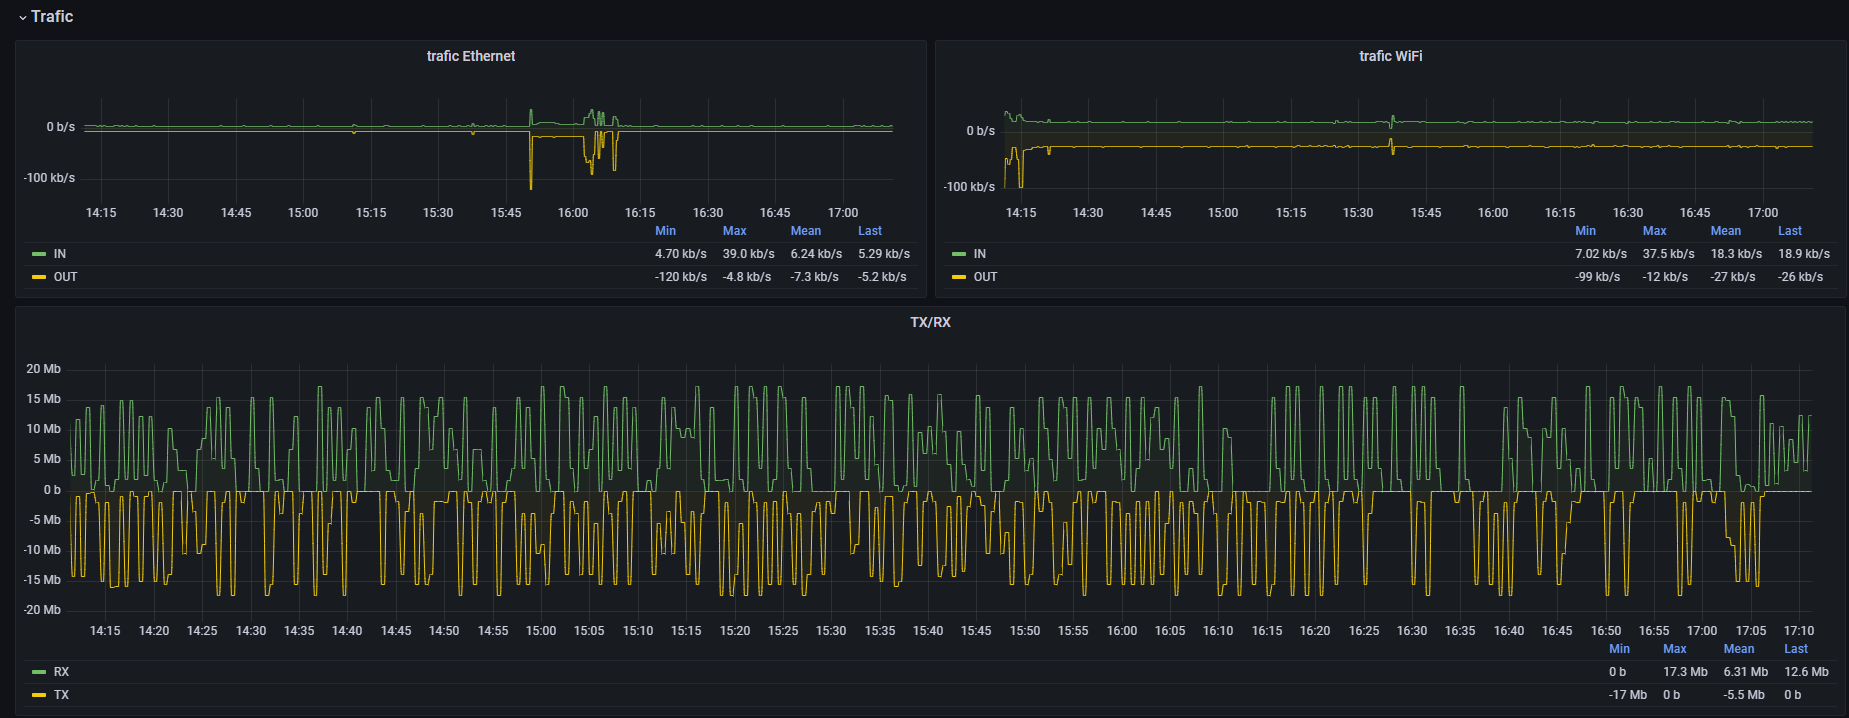 Trafic
trafic Ethernet
0 b/s
-100 kb/s
14:15 14:30 14:45 15:00 15:15 15:30 15:45 16:00 16:15 16:30 16:45 17:00
Min Max Mean Last
IN 4.70 kb/s 39.0 kb/s 6.24 kb/s 5.29 kb/s
OUT -120 kb/s -4.8 kb/s -7.3 kb/s -5.2 kb/s
trafic WiFi
0 b/s
-100 kb/s
14:15 14:30 14:45 15:00 15:15 15:30 15:45 16:00 16:15 16:30 16:45 17:00
Min Max Mean Last
IN 7.02 kb/s 37.5 kb/s 18.3 kb/s 18.9 kb/s
OUT -99 kb/s -12 kb/s -27 kb/s -26 kb/s
TX/RX
20 Mb
15 Mb
10 Mb
5 Mb
0 b
-5 Mb
-10 Mb
-15 Mb
-20 Mb
14:15 14:20 14:25 14:30 14:35 14:40 14:45 14:50 14:55 15:00 15:05 15:10 15:15 15:20 15:25 15:30 15:35 15:40 15:45 15:50 15:55 16:00 16:05 16:10 16:15 16:20 16:25 16:30 16:35 16:40 16:45 16:50 16:55 17:00 17:05 17:10
Min Max Mean Last
RX 0 b 17.3 Mb 6.31 Mb 12.6 Mb
TX -17 Mb 0 b -5.5 Mb 0 b